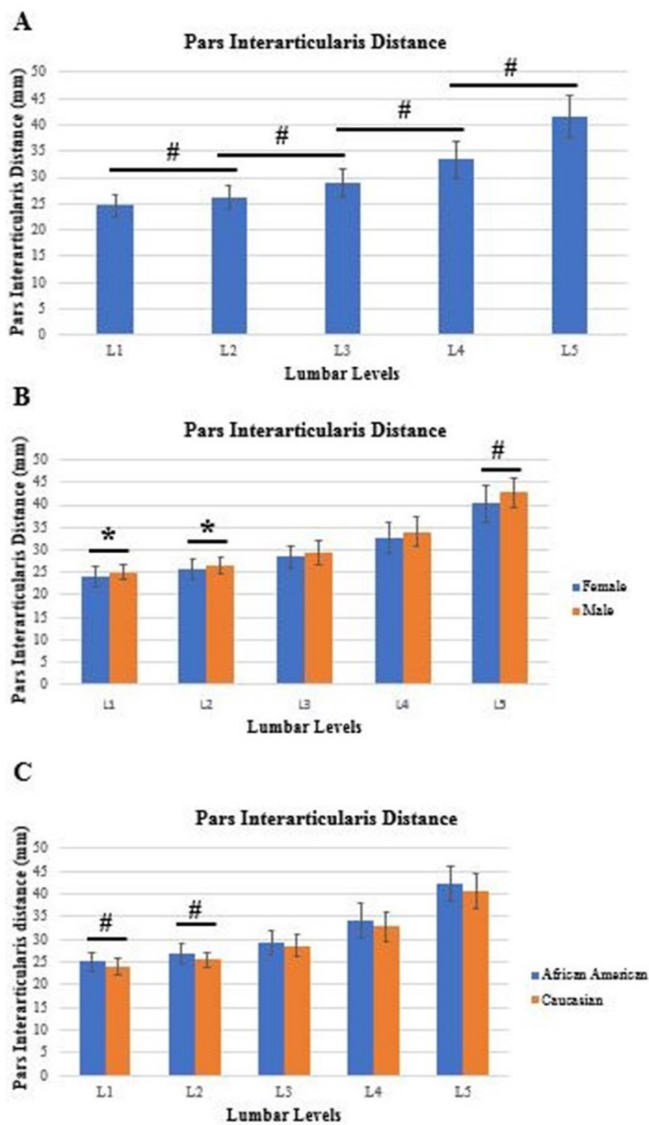 A
Pars Interarticularis Distance
Pars Interarticularis Distance (mm)
50
45
40
35
30
25
20
15
10
5
0
# # # #
L1 L2 L3 L4 L5
Lumbar Levels
B
Pars Interarticularis Distance
Pars Interarticularis Distance (mm)
50
45
40
35
30
25
20
15
10
5
0
* * #
Female
Male
L1 L2 L3 L4 L5
Lumbar Levels
C
Pars Interarticularis Distance
Pars Interarticularis distance (mm)
50
45
40
35
30
25
20
15
10
5
0
# #
African American
Caucasian
L1 L2 L3 L4 L5
Lumbar Levels